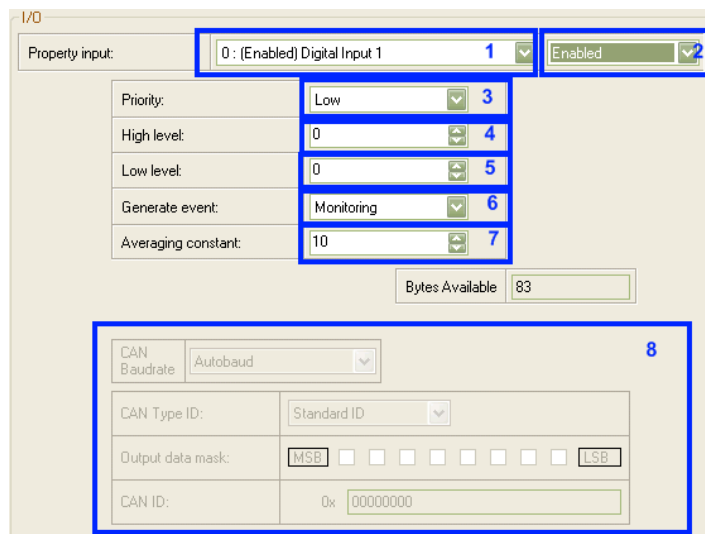 I/O
Property input: 0 : (Enabled) Digital Input 1 1 Enabled 2
Priority: Low 3
High level: 0 4
Low level: 0 5
Generate event: Monitoring 6
Averaging constant: 10 7
Bytes Available 83
8
CAN
Baudrate Autobaud
CAN Type ID: Standard ID
Output data mask: MSB LSB
CAN ID: 0x 00000000